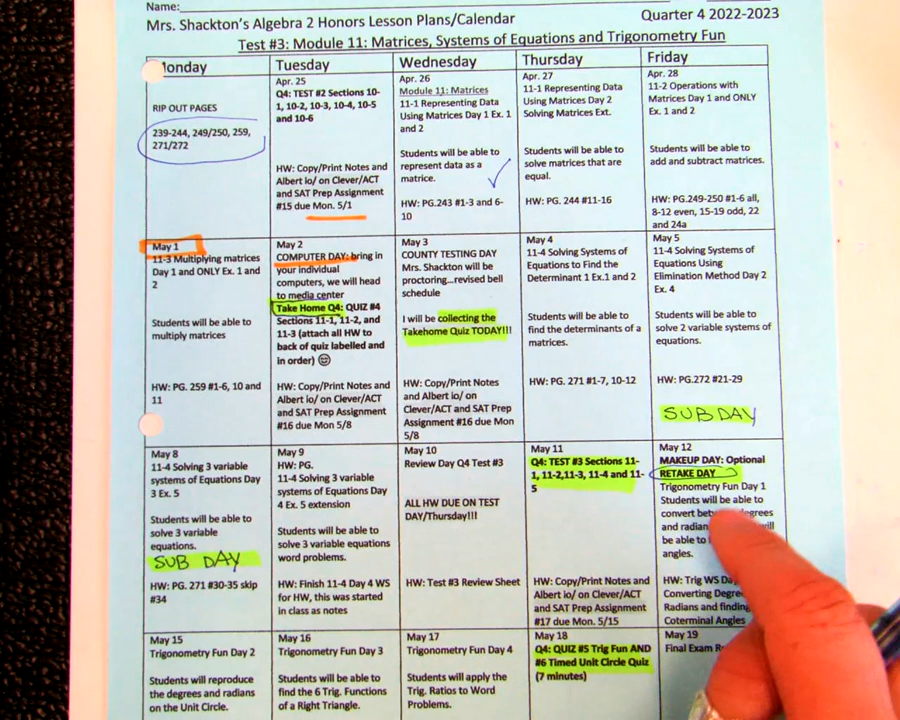 Name:
Mrs. Shackton's Algebra 2 Honors Lesson Plans/Calendar
Quarter 4 2022-2023
Test #3: Module 11: Matrices, Systems of Equations and Trigonometry Fun
Monday
Tuesday
Wednesday
Thursday
Friday
RIP OUT PAGES
239-244, 249/250, 259,
271/272
Apr. 25
Q4: TEST #2 Sections 10-
1, 10-2, 10-3, 10-4, 10-5
and 10-6
HW: Copy/Print Notes and
Albert io/ on Clever/ACT
and SAT Prep Assignment
#15 due Mon. 5/1
Apr. 26
Module 11: Matrices
11-1 Representing Data
Using Matrices Day 1 Ex. 1
and 2
Students will be able to
represent data as a
matrice.
HW: PG.243 #1-3 and 6-
10
Apr. 27
11-1 Representing Data
Using Matrices Day 2
Solving Matrices Ext.
Students will be able to
solve matrices that are
equal.
HW: PG. 244 #11-16
Apr. 28
11-2 Operations with
Matrices Day 1 and ONLY
Ex. 1 and 2
Students will be able to
add and subtract matrices.
HW: PG.249-250 #1-6 all,
8-12 even, 15-19 odd, 22
and 24a
May 1
11-3 Multiplying matrices
Day 1 and ONLY Ex. 1 and
2
Students will be able to
multiply matrices
HW: PG. 259 #1-6, 10 and
11
May 2
COMPUTER DAY: bring in
your individual
computers, we will head
to media center
Take Home Q4: QUIZ #4
Sections 11-1, 11-2, and
11-3 (attach all HW to
back of quiz labelled and
in order) 😊
HW: Copy/Print Notes and
Albert io/ on Clever/ACT
and SAT Prep Assignment
#16 due Mon 5/8
May 3
COUNTY TESTING DAY
Mrs. Shackton will be
proctoring...revised bell
schedule
I will be collecting the
Takehome Quiz TODAY!!!
HW: Copy/Print Notes
and Albert io/ on
Clever/ACT and SAT Prep
Assignment #16 due Mon
5/8
May 4
11-4 Solving Systems of
Equations to Find the
Determinant 1 Ex.1 and 2
Students will be able to
find the determinants of a
matrices.
HW: PG. 271 #1-7, 10-12
May 5
11-4 Solving Systems of
Equations Using
Elimination Method Day 2
Ex. 4
Students will be able to
solve 2 variable systems of
equations.
HW: PG.272 #21-29
SUB DAY
May 8
11-4 Solving 3 variable
systems of Equations Day
3 Ex. 5
Students will be able to
solve 3 variable
equations.
SUB DAY
HW: PG. 271 #30-35 skip
#34
May 9
HW: PG.
11-4 Solving 3 variable
systems of Equations Day
4 Ex. 5 extension
Students will be able to
solve 3 variable equations
word problems.
HW: Finish 11-4 Day 4 WS
for HW, this was started
in class as notes
May 10
Review Day Q4 Test #3
ALL HW DUE ON TEST
DAY/Thursday!!!
HW: Test #3 Review Sheet
May 11
Q4: TEST #3 Sections 11-
1, 11-2,11-3, 11-4 and 11-
5
HW: Copy/Print Notes and
Albert io/ on Clever/ACT
and SAT Prep Assignment
#17 due Mon. 5/15
May 12
MAKEUP DAY: Optional
RETAKE DAY
Trigonometry Fun Day 1
Students will be able to
convert between degrees
and radian
be able to
angles.
HW: Trig WS
Converting
Radians and finding
Coterminal Angles
May 15
Trigonometry Fun Day 2
Students will reproduce
the degrees and radians
on the Unit Circle.
May 16
Trigonometry Fun Day 3
Students will be able to
find the 6 Trig. Functions
of a Right Triangle.
May 17
Trigonometry Fun Day 4
Students will apply the
Trig. Ratios to Word
Problems.
May 18
Q4: QUIZ #5 Trig Fun AND
#6 Timed Unit Circle Quiz
(7 minutes)
May 19
Final Exam